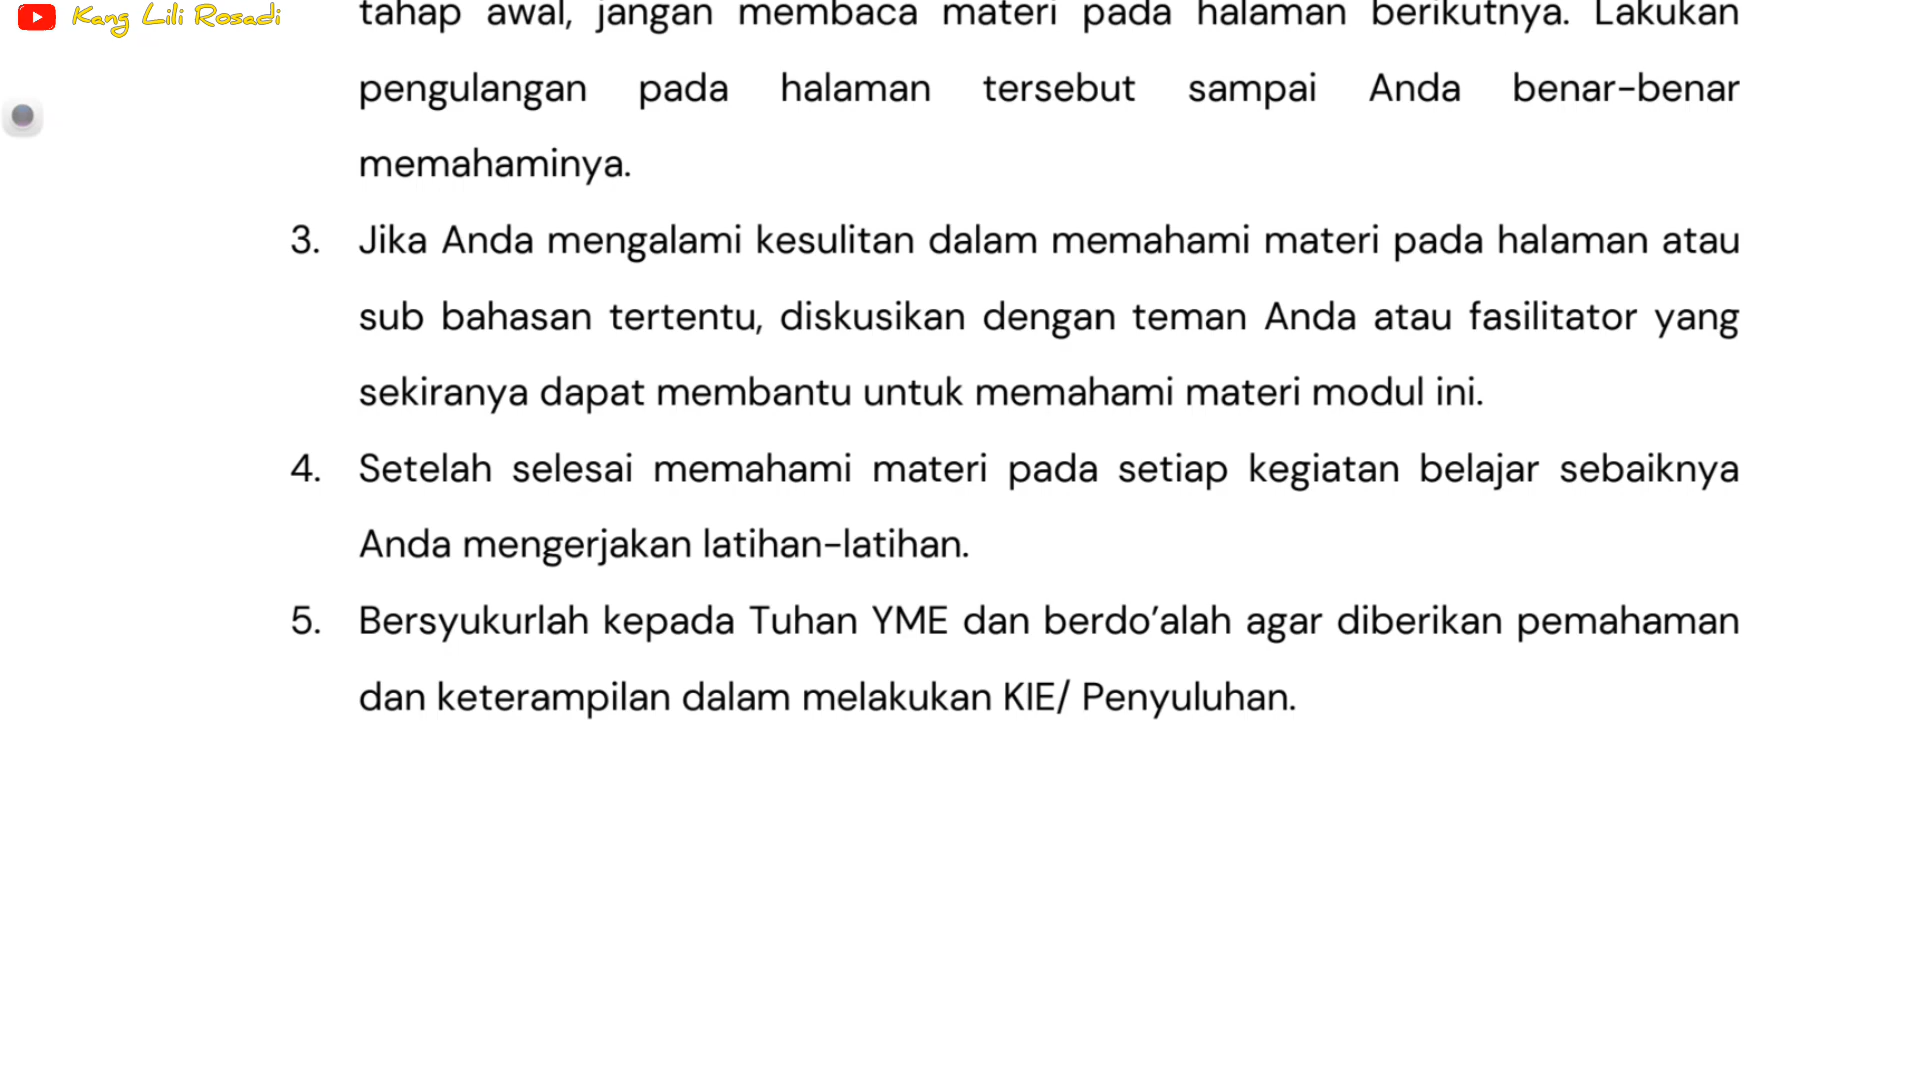 Kang Lili Rosadi
tahap awal, jangan membaca materi pada halaman berikutnya. Lakukan
pengulangan pada halaman tersebut sampai Anda benar-benar
memahaminya.
3. Jika Anda mengalami kesulitan dalam memahami materi pada halaman atau
sub bahasan tertentu, diskusikan dengan teman Anda atau fasilitator yang
sekiranya dapat membantu untuk memahami materi modul ini.
4. Setelah selesai memahami materi pada setiap kegiatan belajar sebaiknya
Anda mengerjakan latihan-latihan.
5. Bersyukurlah kepada Tuhan YME dan berdo’alah agar diberikan pemahaman
dan keterampilan dalam melakukan KIE/ Penyuluhan.